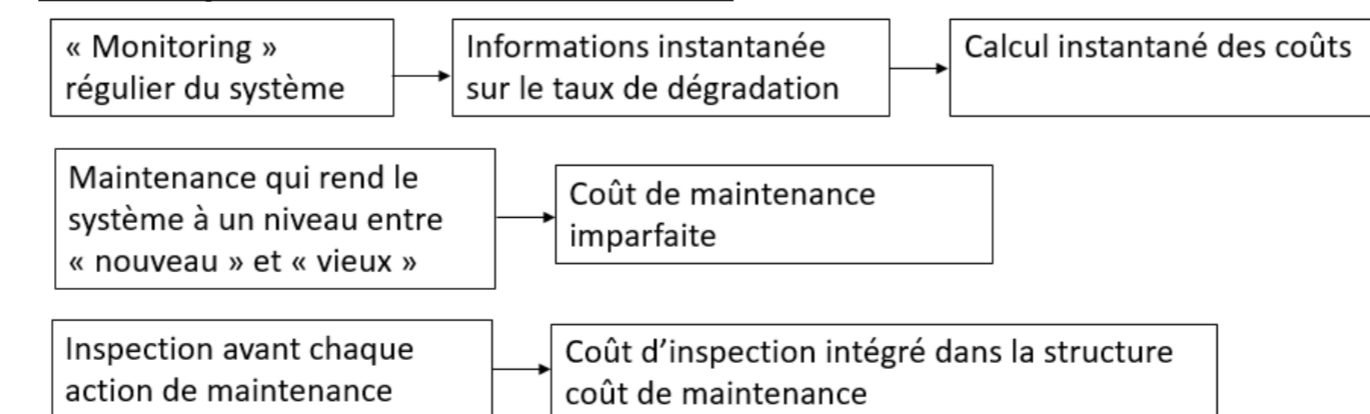 « Monitoring »
régulier du système
Informations instantanée
sur le taux de dégradation
Calcul instantané des coûts
Maintenance qui rend le
système à un niveau entre
« nouveau » et « vieux »
Coût de maintenance
imparfaite
Inspection avant chaque
action de maintenance
Coût d’inspection intégré dans la structure
coût de maintenance